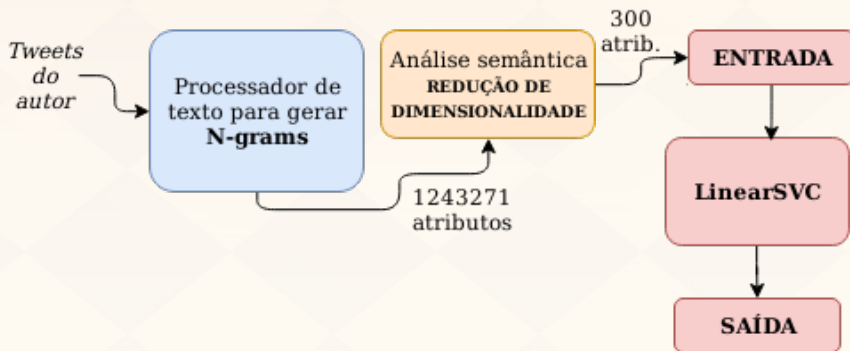 Tweets
do
autor
Processador de
texto para gerar
N-grams
1243271
atributos
Análise semântica
REDUÇÃO DE
DIMENSIONALIDADE
300
atrib.
ENTRADA
LinearSVC
SAÍDA